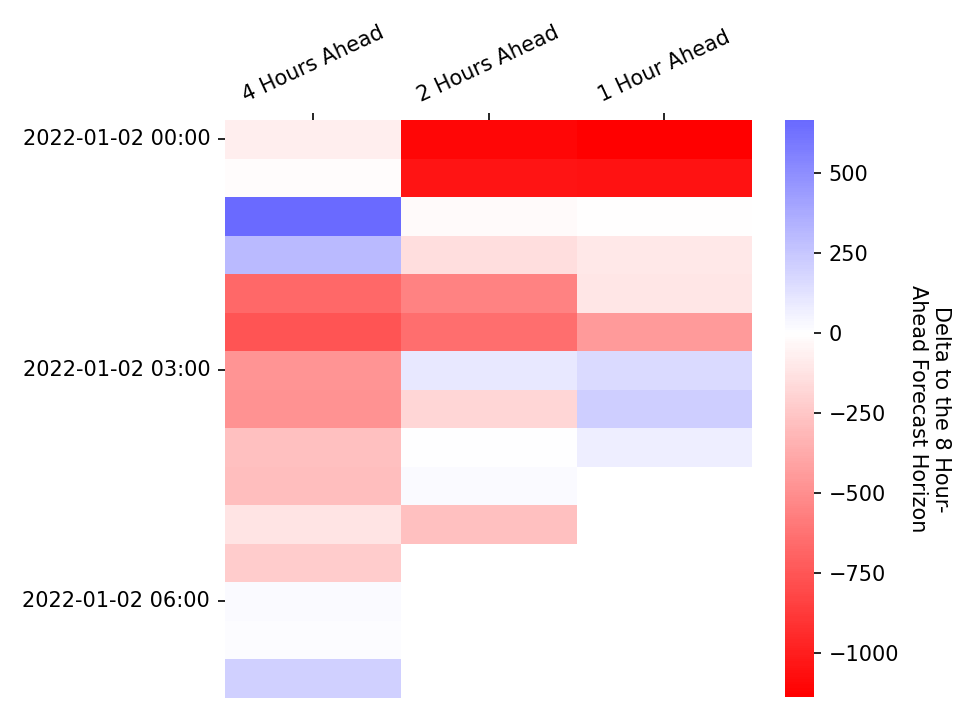 4 Hours Ahead
2 Hours Ahead
1 Hour Ahead
2022-01-02 00:00
2022-01-02 03:00
2022-01-02 06:00
500
250
0
−250
−500
−750
−1000
Delta to the 8 Hour-
Ahead Forecast Horizon